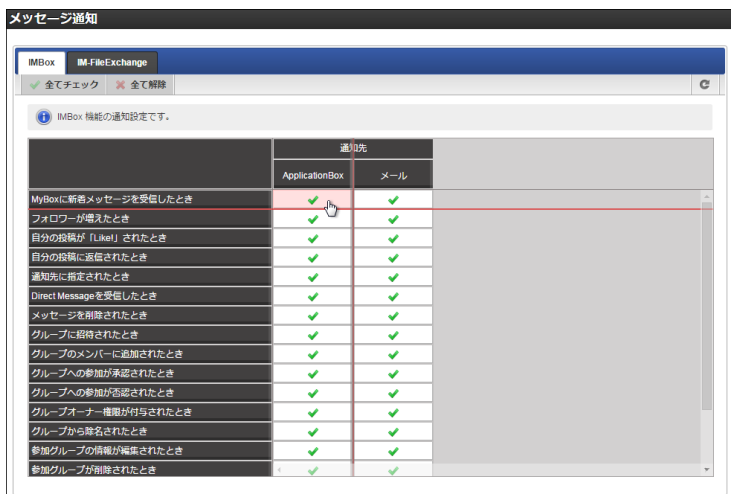 メッセージ通知
IMBox IM-FileExchange
全てチェック 全て解除
IMBox 機能の通知設定です。
通知先
ApplicationBox メール
MyBoxに新着メッセージを受信したとき
フォロワーが増えたとき
自分の投稿が「Like!」されたとき
自分の投稿に返信されたとき
通知先に指定されたとき
Direct Messageを受信したとき
メッセージを削除されたとき
グループに招待されたとき
グループのメンバーに追加されたとき
グループへの参加が承認されたとき
グループへの参加が否認されたとき
グループオーナー権限が付与されたとき
グループから除名されたとき
参加グループの情報が編集されたとき
参加グループが削除されたとき